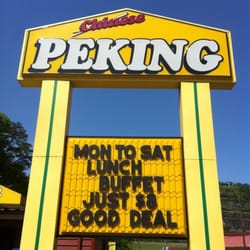 Chinese
PEKING
MON TO SAT
LUNCH
BUFFET
JUST $8
GOOD DEAL